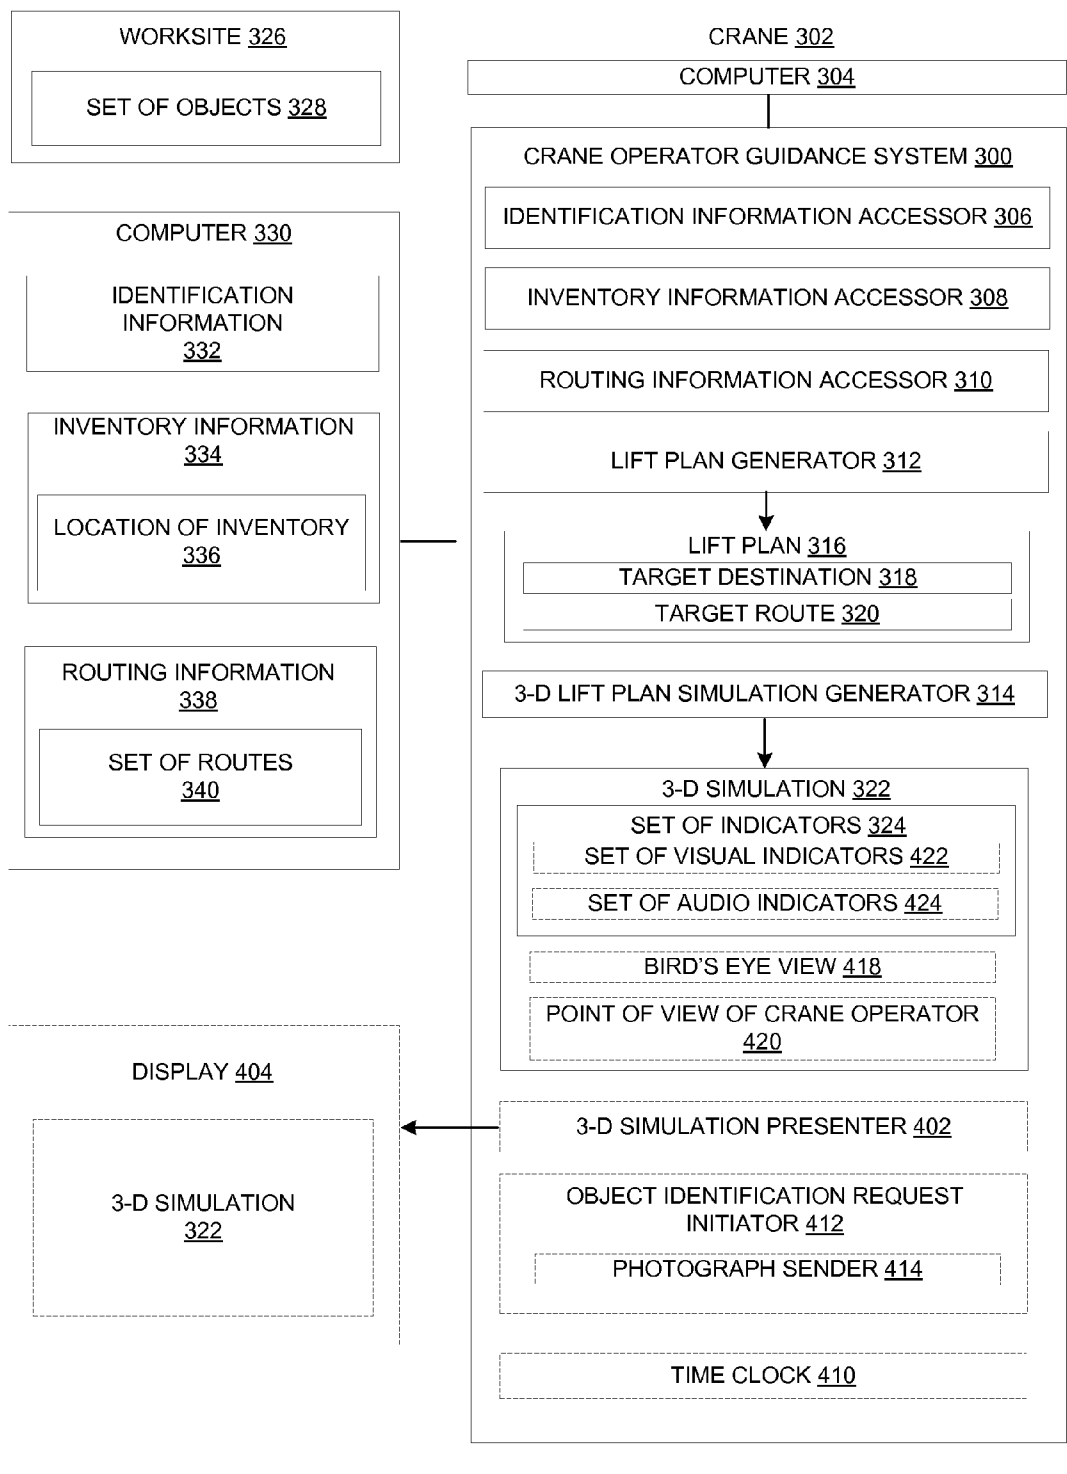 WORKSITE 326
SET OF OBJECTS 328
COMPUTER 330
IDENTIFICATION
INFORMATION
332
INVENTORY INFORMATION
334
LOCATION OF INVENTORY
336
ROUTING INFORMATION
338
SET OF ROUTES
340
DISPLAY 404
3-D SIMULATION
322
CRANE 302
COMPUTER 304
CRANE OPERATOR GUIDANCE SYSTEM 300
IDENTIFICATION INFORMATION ACCESSOR 306
INVENTORY INFORMATION ACCESSOR 308
ROUTING INFORMATION ACCESSOR 310
LIFT PLAN GENERATOR 312
LIFT PLAN 316
TARGET DESTINATION 318
TARGET ROUTE 320
3-D LIFT PLAN SIMULATION GENERATOR 314
3-D SIMULATION 322
SET OF INDICATORS 324
SET OF VISUAL INDICATORS 422
SET OF AUDIO INDICATORS 424
BIRD'S EYE VIEW 418
POINT OF VIEW OF CRANE OPERATOR
420
3-D SIMULATION PRESENTER 402
OBJECT IDENTIFICATION REQUEST
INITIATOR 412
PHOTOGRAPH SENDER 414
TIME CLOCK 410